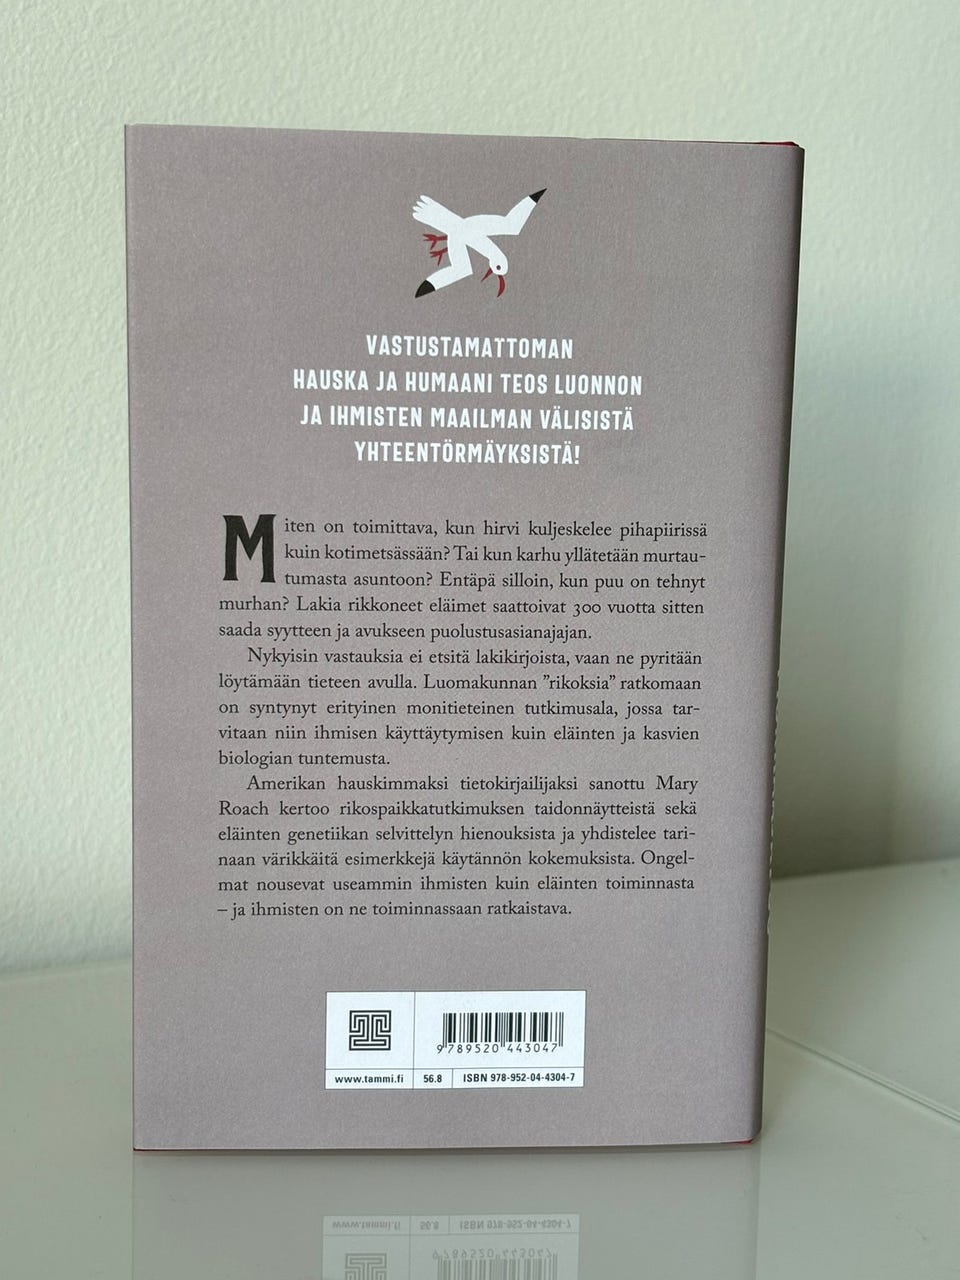 VASTUSTAMATTOMAN
HAUSKA JA HUMAANI TEOS LUONNON
JA IHMISTEN MAAILMAN VÄLISISTÄ
YHTEENTÖRMÄYKSISTÄ!
Miten on toimittava, kun hirvi kuljeskelee pihapiirissä
kuin kotimetsässään? Tai kun karhu yllätetään murtau-
tumasta asuntoon? Entäpä silloin, kun puu on tehnyt
murhan? Lakia rikkoneet eläimet saattoivat 300 vuotta sitten
saada syytteen ja avukseen puolustusasianajajan.
Nykyisin vastauksia ei etsitä lakikirjoista, vaan ne pyritään
löytämään tieteen avulla. Luomakunnan ”rikoksia” ratkomaan
on syntynyt erityinen monitieteinen tutkimusala, jossa tar-
vitaan niin ihmisen käyttäytymisen kuin eläinten ja kasvien
biologian tuntemusta.
Amerikan hauskimmaksi tietokirjailijaksi sanottu Mary
Roach kertoo rikospaikkatutkimuksen taidonnäytteistä sekä
eläinten genetiikan selvittelyn hienouksista ja yhdistelee tari-
naan värikkäitä esimerkkejä käytännön kokemuksista. Ongel-
mat nousevat useammin ihmisten kuin eläinten toiminnasta
– ja ihmisten on ne toiminnassaan ratkaistava.
9 789520 443047
www.tammi.fi 56.8 ISBN 978-952-04-4304-7